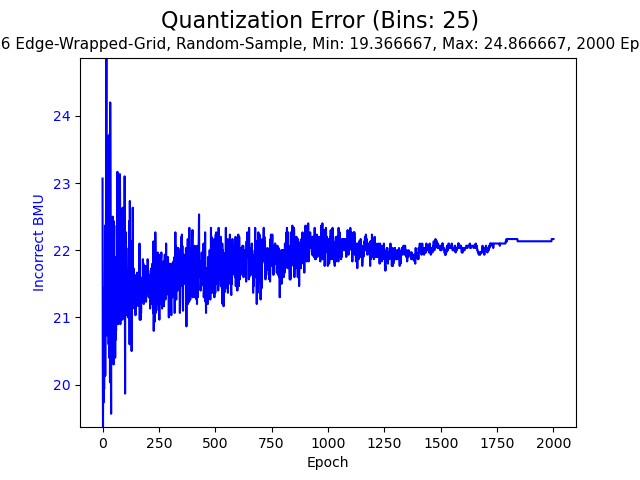 Quantization Error (Bins: 25)
6 Edge-Wrapped-Grid, Random-Sample, Min: 19.366667, Max: 24.866667, 2000 Ep
24
23
22
21
20
Incorrect BMU
0 250 500 750 1000 1250 1500 1750 2000
Epoch